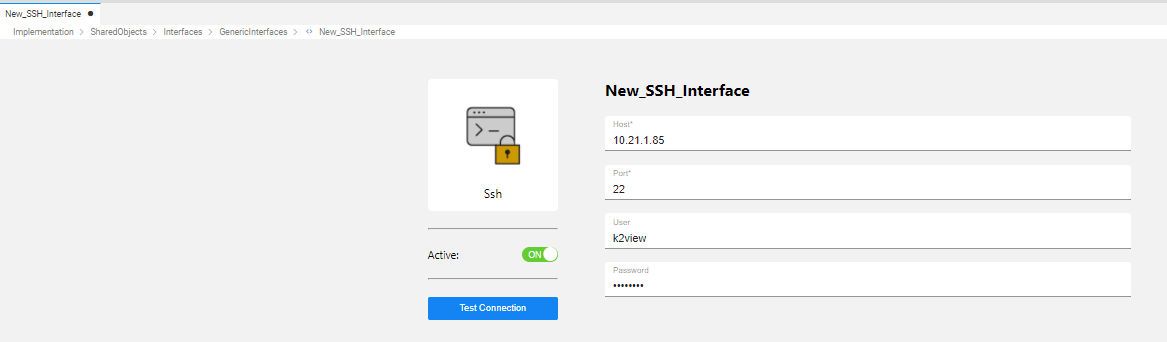 New_SSH_Interface ●
Implementation > SharedObjects > Interfaces > GenericInterfaces > New_SSH_Interface
New_SSH_Interface
Host*
10.21.1.85
Port*
22
User
k2view
Password
••••••••
Ssh
Active:
ON
Test Connection